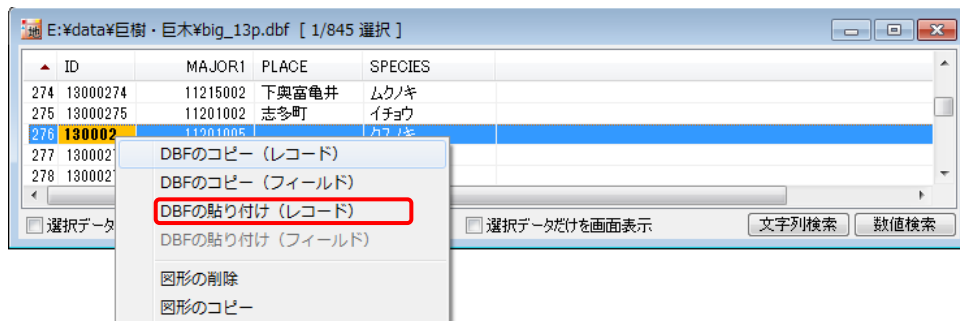 地 E:¥data¥巨樹・巨木¥big_13p.dbf [ 1/845 選択 ]
ID MAJOR1 PLACE SPECIES
274 13000274 11215002 下奥富亀井 ムクノキ
275 13000275 11201002 志多町 イチョウ
276 130002 11201005 クスノキ
277 130002
278 130002
DBFのコピー（レコード）
DBFのコピー（フィールド）
DBFの貼り付け（レコード）
DBFの貼り付け（フィールド）
図形の削除
図形のコピー
選択データ 選択データだけを画面表示 文字列検索 数値検索